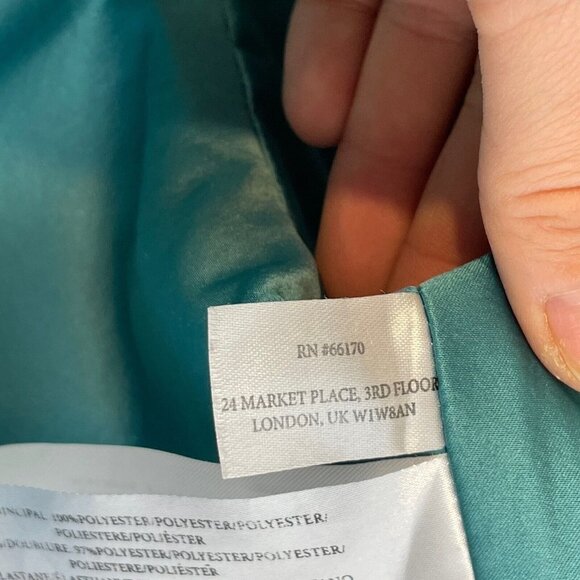 RN #66170
24 MARKET PLACE, 3RD FLOOR
LONDON, UK W1W8AN
100%POLYESTER/POLYESTER/POLYESTER/
POLIESTERE/POLIÉSTER
97%POLYESTER/POLYESTER/
POLIESTERE/POLIÉSTER